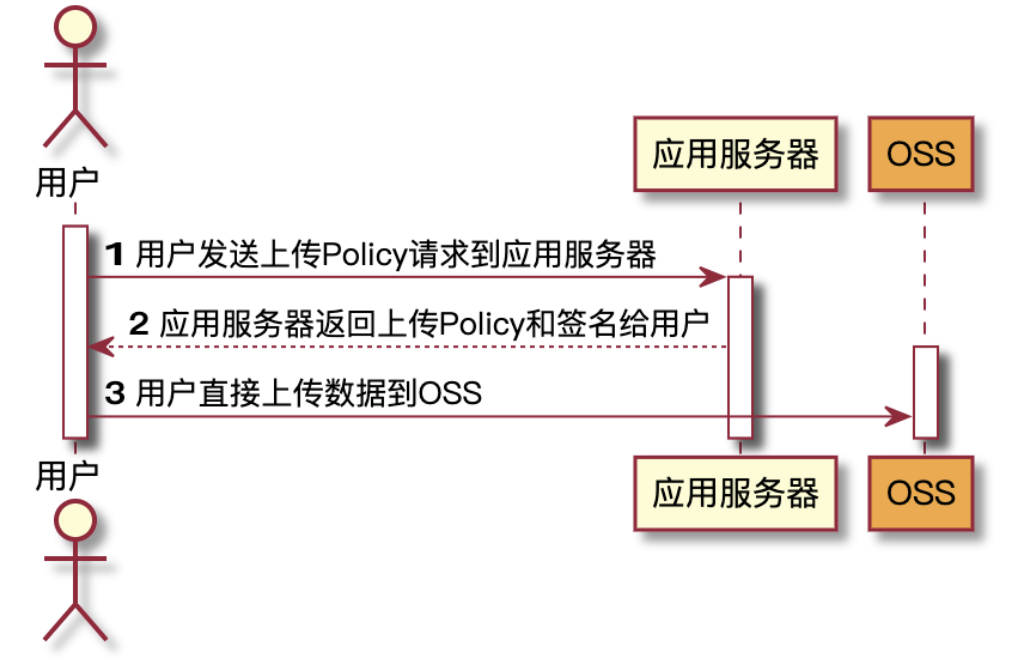 用户
应用服务器
OSS
1 用户发送上传Policy请求到应用服务器
2 应用服务器返回上传Policy和签名给用户
3 用户直接上传数据到OSS
用户
应用服务器
OSS